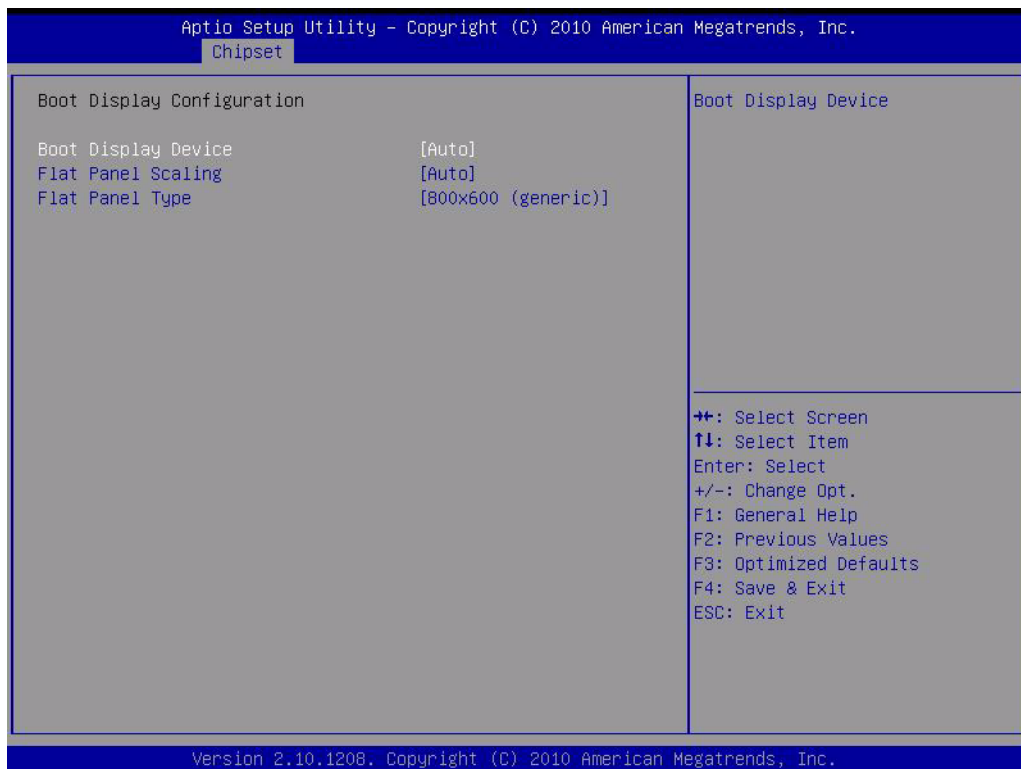 Aptio Setup Utility – Copyright (C) 2010 American Megatrends, Inc.
Chipset
Boot Display Configuration
Boot Display Device [Auto]
Flat Panel Scaling [Auto]
Flat Panel Type [800x600 (generic)]
Boot Display Device
→←: Select Screen
↑↓: Select Item
Enter: Select
+/-: Change Opt.
F1: General Help
F2: Previous Values
F3: Optimized Defaults
F4: Save & Exit
ESC: Exit
Version 2.10.1208. Copyright (C) 2010 American Megatrends, Inc.